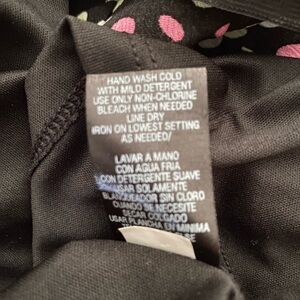 HAND WASH COLD
WITH MILD DETERGENT
USE ONLY NON-CHLORINE
BLEACH WHEN NEEDED
LINE DRY
IRON ON LOWEST SETTING
AS NEEDED/
LAVAR A MANO
CON AGUA FRIA
CON DETERGENTE SUAVE
USAR SOLAMENTE
BLANQUEADOR SIN CLORO
CUANDO SE NECESITE
SECAR COLGADO
USAR PLANCHA EN MINIMA